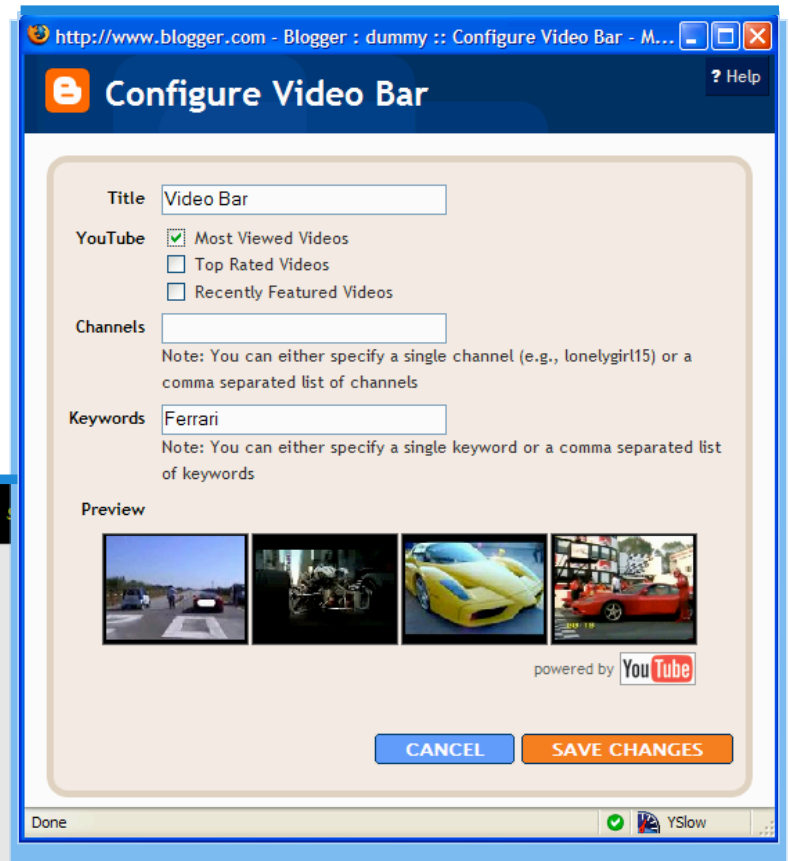 http://www.blogger.com - Blogger : dummy :: Configure Video Bar - M...
? Help
Configure Video Bar
Title
Video Bar
YouTube
Most Viewed Videos
Top Rated Videos
Recently Featured Videos
Channels
Note: You can either specify a single channel (e.g., lonelygirl15) or a
comma separated list of channels
Keywords
Ferrari
Note: You can either specify a single keyword or a comma separated list
of keywords
Preview
powered by YouTube
CANCEL
SAVE CHANGES
Done
YSlow